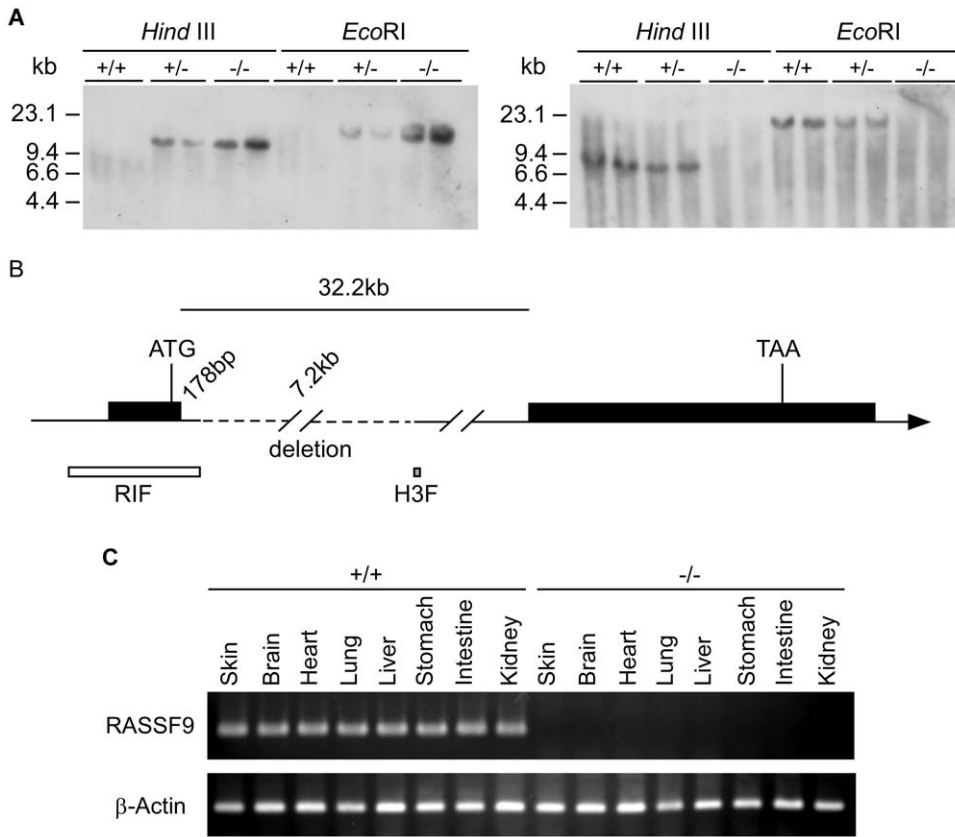 A
Hind III EcoRI
kb +/+ +/- -/- +/+ +/- -/-
23.1
9.4
6.6
4.4
Hind III EcoRI
kb +/+ +/- -/- +/+ +/- -/-
23.1
9.4
6.6
4.4
B
32.2kb
ATG 178bp 7.2kb TAA
deletion
RIF H3F
C
+/+ -/-
Skin Brain Heart Lung Liver Stomach Intestine Kidney Skin Brain Heart Lung Liver Stomach Intestine Kidney
RASSF9
β-Actin